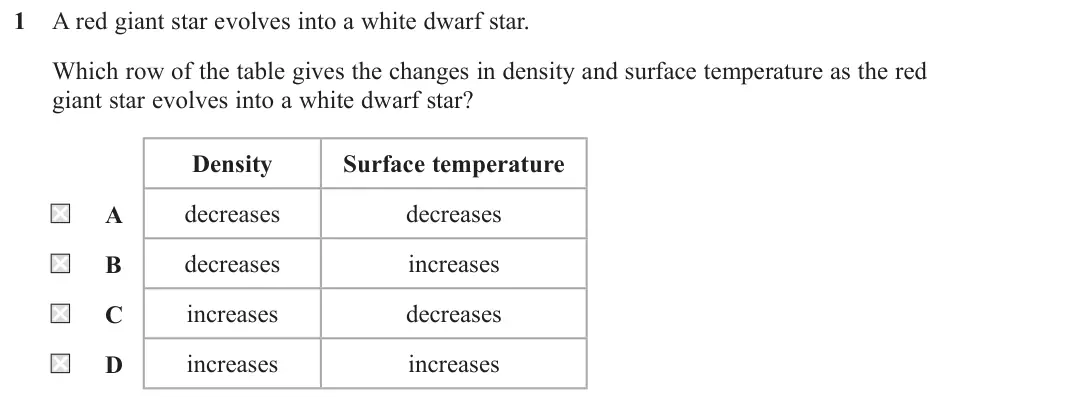 1 A red giant star evolves into a white dwarf star.
Which row of the table gives the changes in density and surface temperature as the red
giant star evolves into a white dwarf star?
Density Surface temperature
A decreases decreases
B decreases increases
C increases decreases
D increases increases